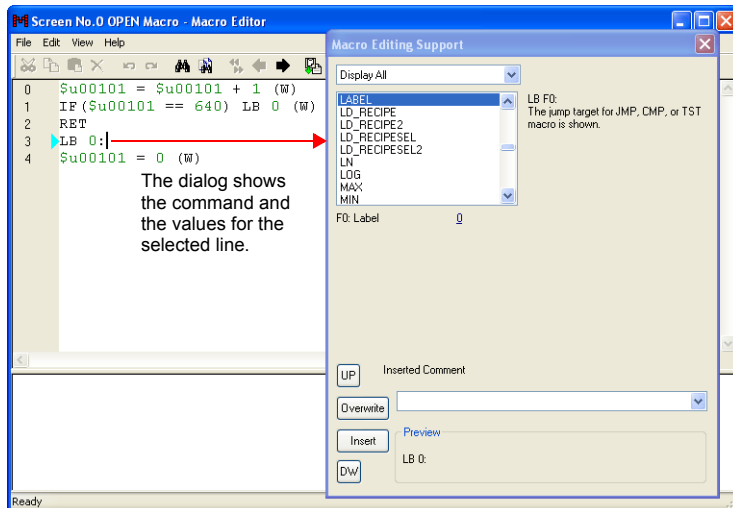 Screen No.0 OPEN Macro - Macro Editor
File Edit View Help
0 $u00101 = $u00101 + 1 (W)
1 IF($u00101 == 640) LB 0 (W)
2 RET
3 LB 0:
4 $u00101 = 0 (W)
The dialog shows
the command and
the values for the
selected line.
Macro Editing Support
Display All
LABEL
LD_RECIPE
LD_RECIPE2
LD_RECIPESEL
LD_RECIPESEL2
LN
LOG
MAX
MIN
LB F0:
The jump target for JMP, CMP, or TST
macro is shown.
F0: Label 0
UP
Inserted Comment
Overwrite
Insert
Preview
LB 0:
DW
Ready